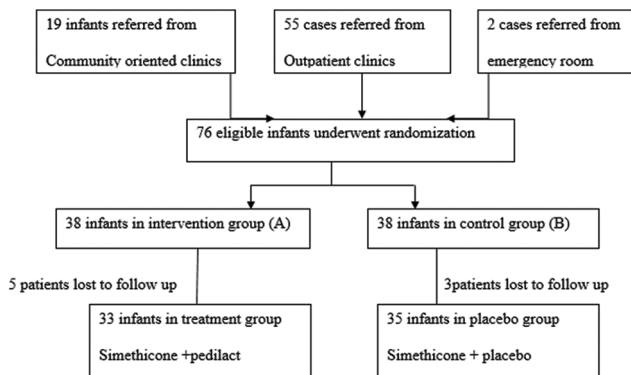 19 infants referred from
Community oriented clinics
55 cases referred from
Outpatient clinics
2 cases referred from
emergency room
76 eligible infants underwent randomization
38 infants in intervention group (A)
38 infants in control group (B)
5 patients lost to follow up
3patients lost to follow up
33 infants in treatment group
Simethicone +pedilact
35 infants in placebo group
Simethicone + placebo